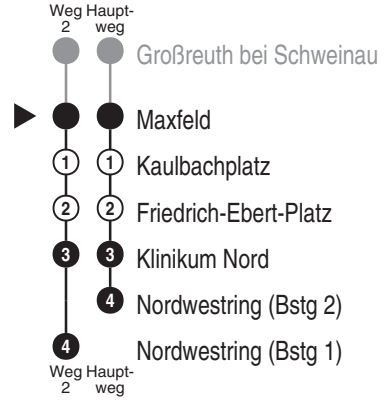 Weg Haupt-
2 weg
Großreuth bei Schweinau
Maxfeld
1 1 Kaulbachplatz
2 2 Friedrich-Ebert-Platz
3 3 Klinikum Nord
4 Nordwestring (Bstg 2)
4 Nordwestring (Bstg 1)
Weg Haupt-
2 weg